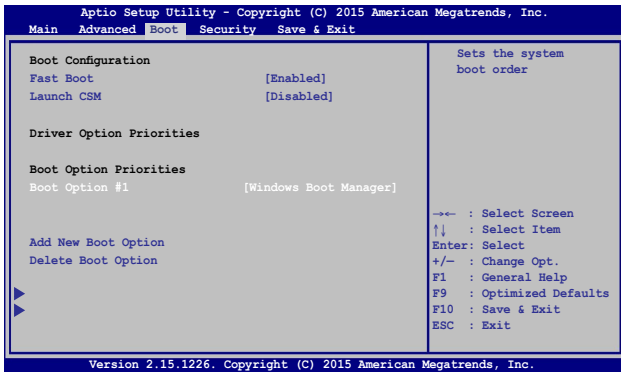 Aptio Setup Utility - Copyright (C) 2015 American Megatrends, Inc.
Main Advanced Boot Security Save & Exit
Boot Configuration
Fast Boot [Enabled]
Launch CSM [Disabled]
Driver Option Priorities
Boot Option Priorities
Boot Option #1 [Windows Boot Manager]
Add New Boot Option
Delete Boot Option
Sets the system
boot order
→← : Select Screen
↑↓ : Select Item
Enter: Select
+/— : Change Opt.
F1 : General Help
F9 : Optimized Defaults
F10 : Save & Exit
ESC : Exit
Version 2.15.1226. Copyright (C) 2015 American Megatrends, Inc.